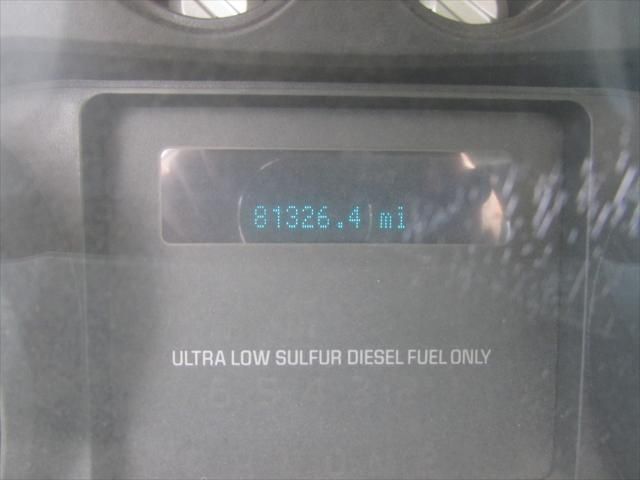 81326.4 mi
ULTRA LOW SULFUR DIESEL FUEL ONLY